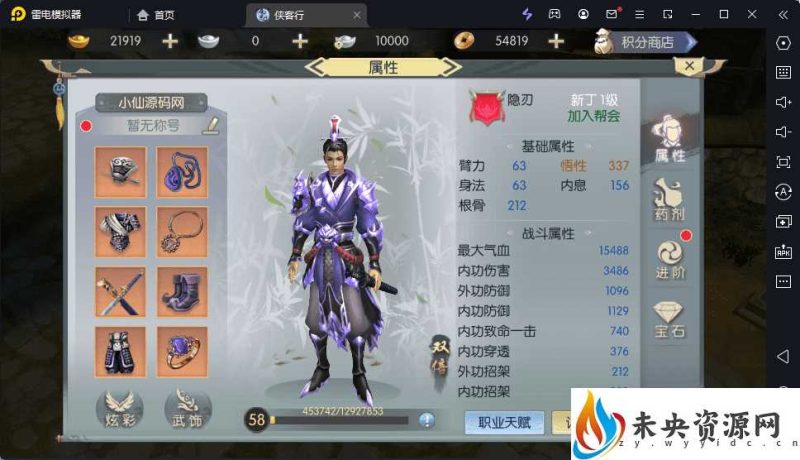 雷电模拟器
首页
侠客行
21919
0
10000
54819
积分商店
属性
小仙源码网
暂无称号
隐刃
新丁 1级
加入帮会
基础属性
臂力 63 悟性 337
身法 63 内息 156
根骨 212
战斗属性
最大气血 15488
内功伤害 3486
外功防御 1096
内功防御 1129
内功致命一击 740
内功穿透 376
外功招架 212
内功招架
属性
药剂
进阶
宝石
双倍
炫彩
武饰
58
453742/12927853
职业天赋
APK
未央资源网
zy.wyyidc.cn